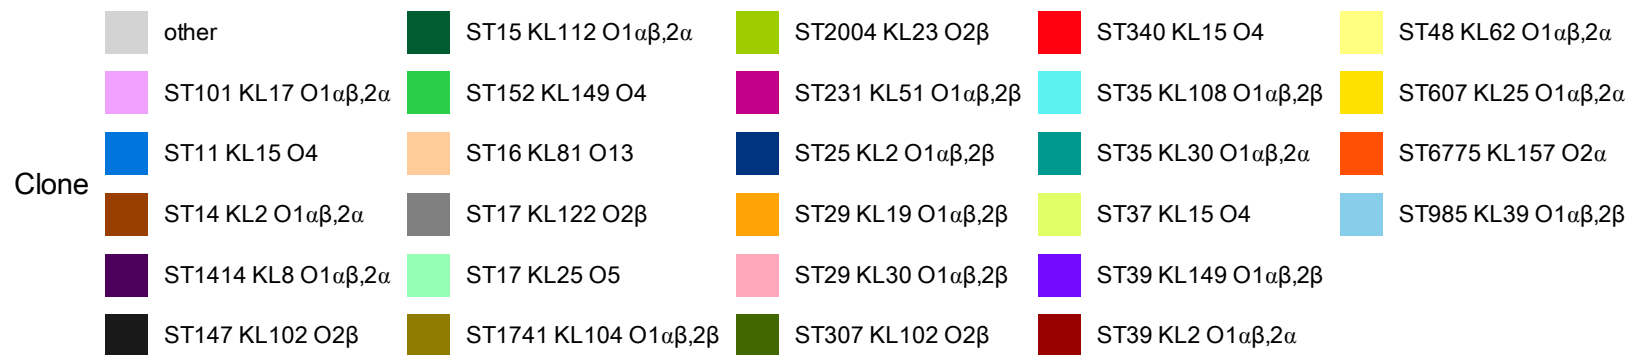 Clone
other
ST101 KL17 O1αβ,2α
ST11 KL15 O4
ST14 KL2 O1αβ,2α
ST1414 KL8 O1αβ,2α
ST147 KL102 O2β
ST15 KL112 O1αβ,2α
ST152 KL149 O4
ST16 KL81 O13
ST17 KL122 O2β
ST17 KL25 O5
ST1741 KL104 O1αβ,2β
ST2004 KL23 O2β
ST231 KL51 O1αβ,2β
ST25 KL2 O1αβ,2β
ST29 KL19 O1αβ,2β
ST29 KL30 O1αβ,2β
ST307 KL102 O2β
ST340 KL15 O4
ST35 KL108 O1αβ,2β
ST35 KL30 O1αβ,2α
ST37 KL15 O4
ST39 KL149 O1αβ,2β
ST39 KL2 O1αβ,2α
ST48 KL62 O1αβ,2α
ST607 KL25 O1αβ,2α
ST6775 KL157 O2α
ST985 KL39 O1αβ,2β